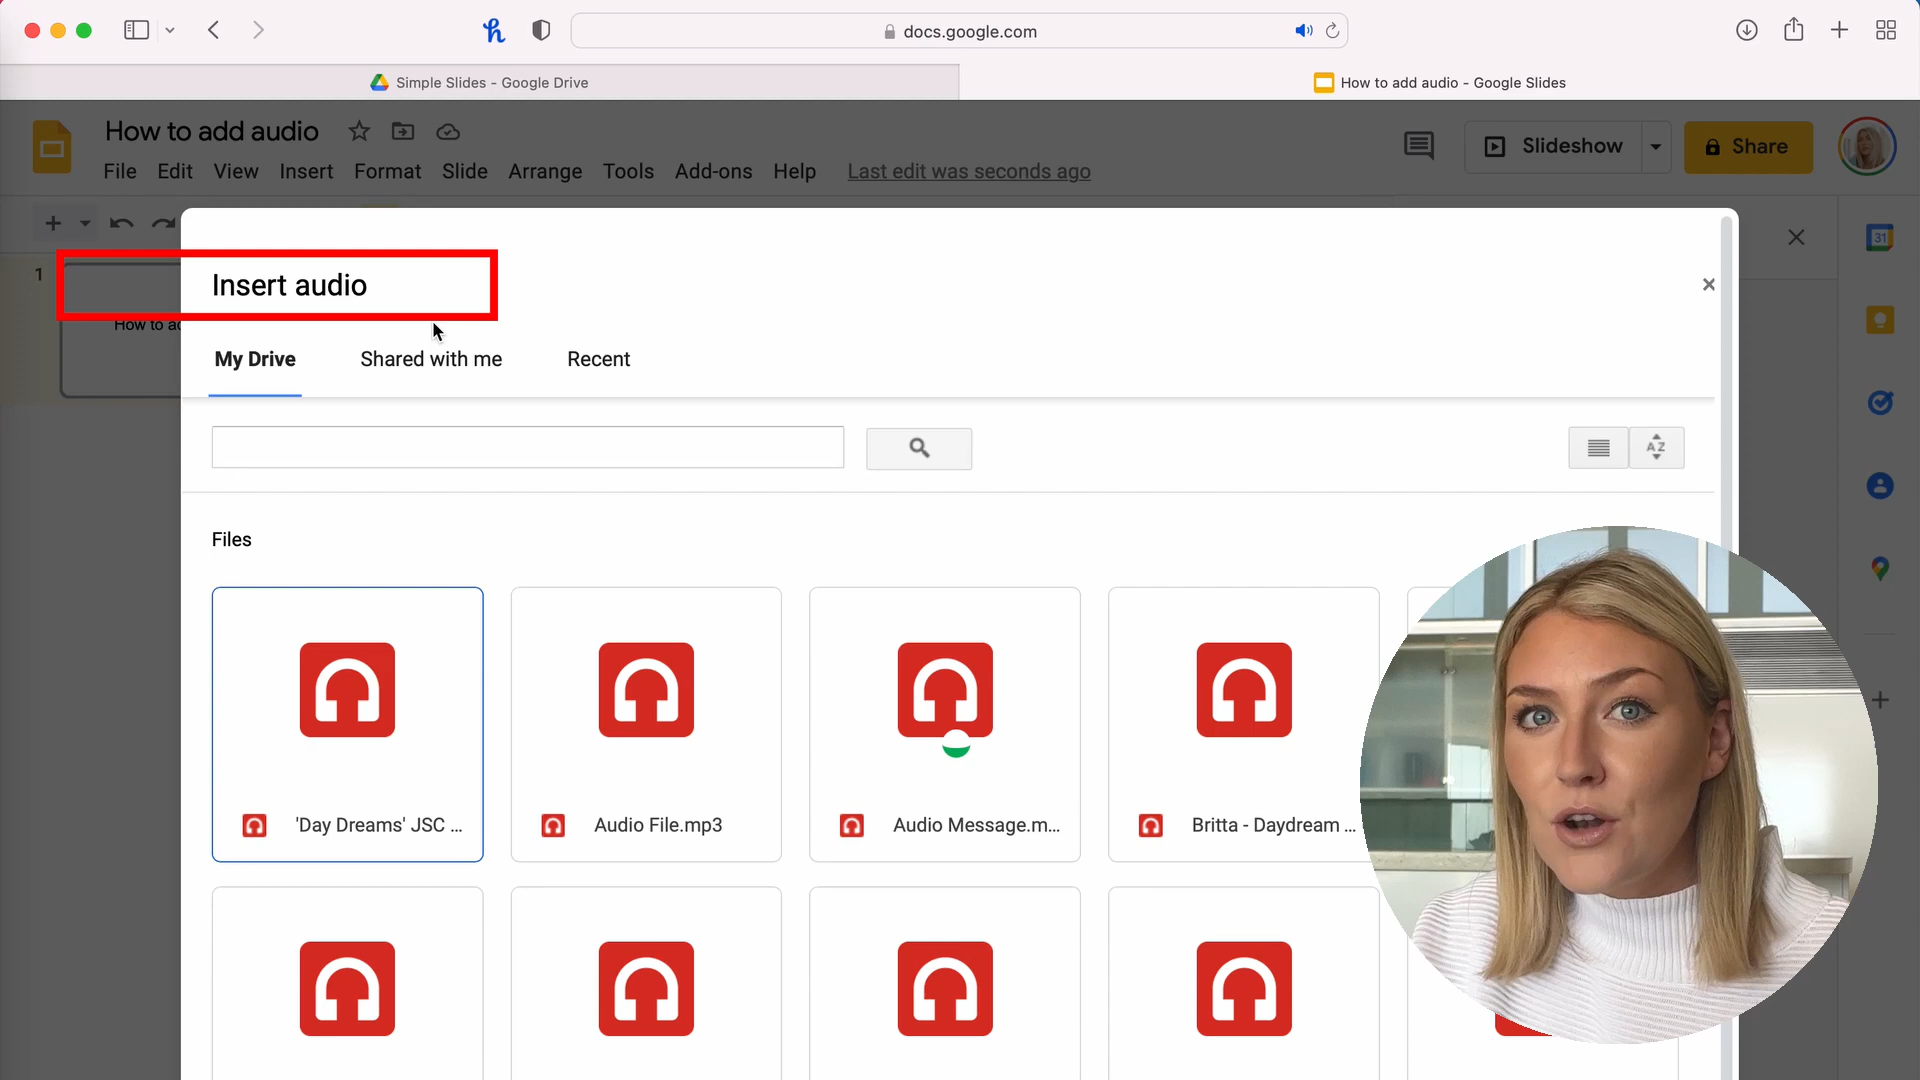 docs.google.com
Simple Slides - Google Drive
How to add audio - Google Slides
How to add audio
Slideshow
Share
File Edit View Insert Format Slide Arrange Tools Add-ons Help Last edit was seconds ago
31
1
Insert audio
How to ad
My Drive Shared with me Recent
AZ
Files
'Day Dreams' JSC ...
Audio File.mp3
Audio Message.m...
Britta - Daydream ...